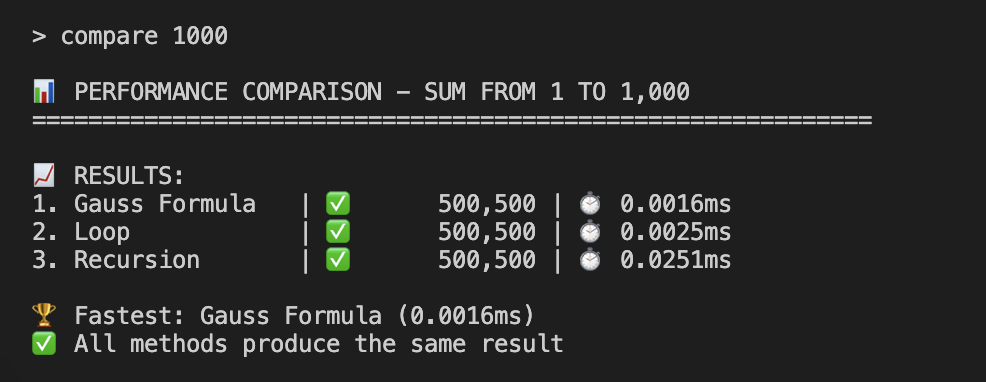 > compare 1000
📊 PERFORMANCE COMPARISON – SUM FROM 1 TO 1,000
============================================================
📈 RESULTS:
1. Gauss Formula   | ✅      500,500 | ⏱️ 0.0016ms
2. Loop            | ✅      500,500 | ⏱️ 0.0025ms
3. Recursion       | ✅      500,500 | ⏱️ 0.0251ms
🏆 Fastest: Gauss Formula (0.0016ms)
✅ All methods produce the same result